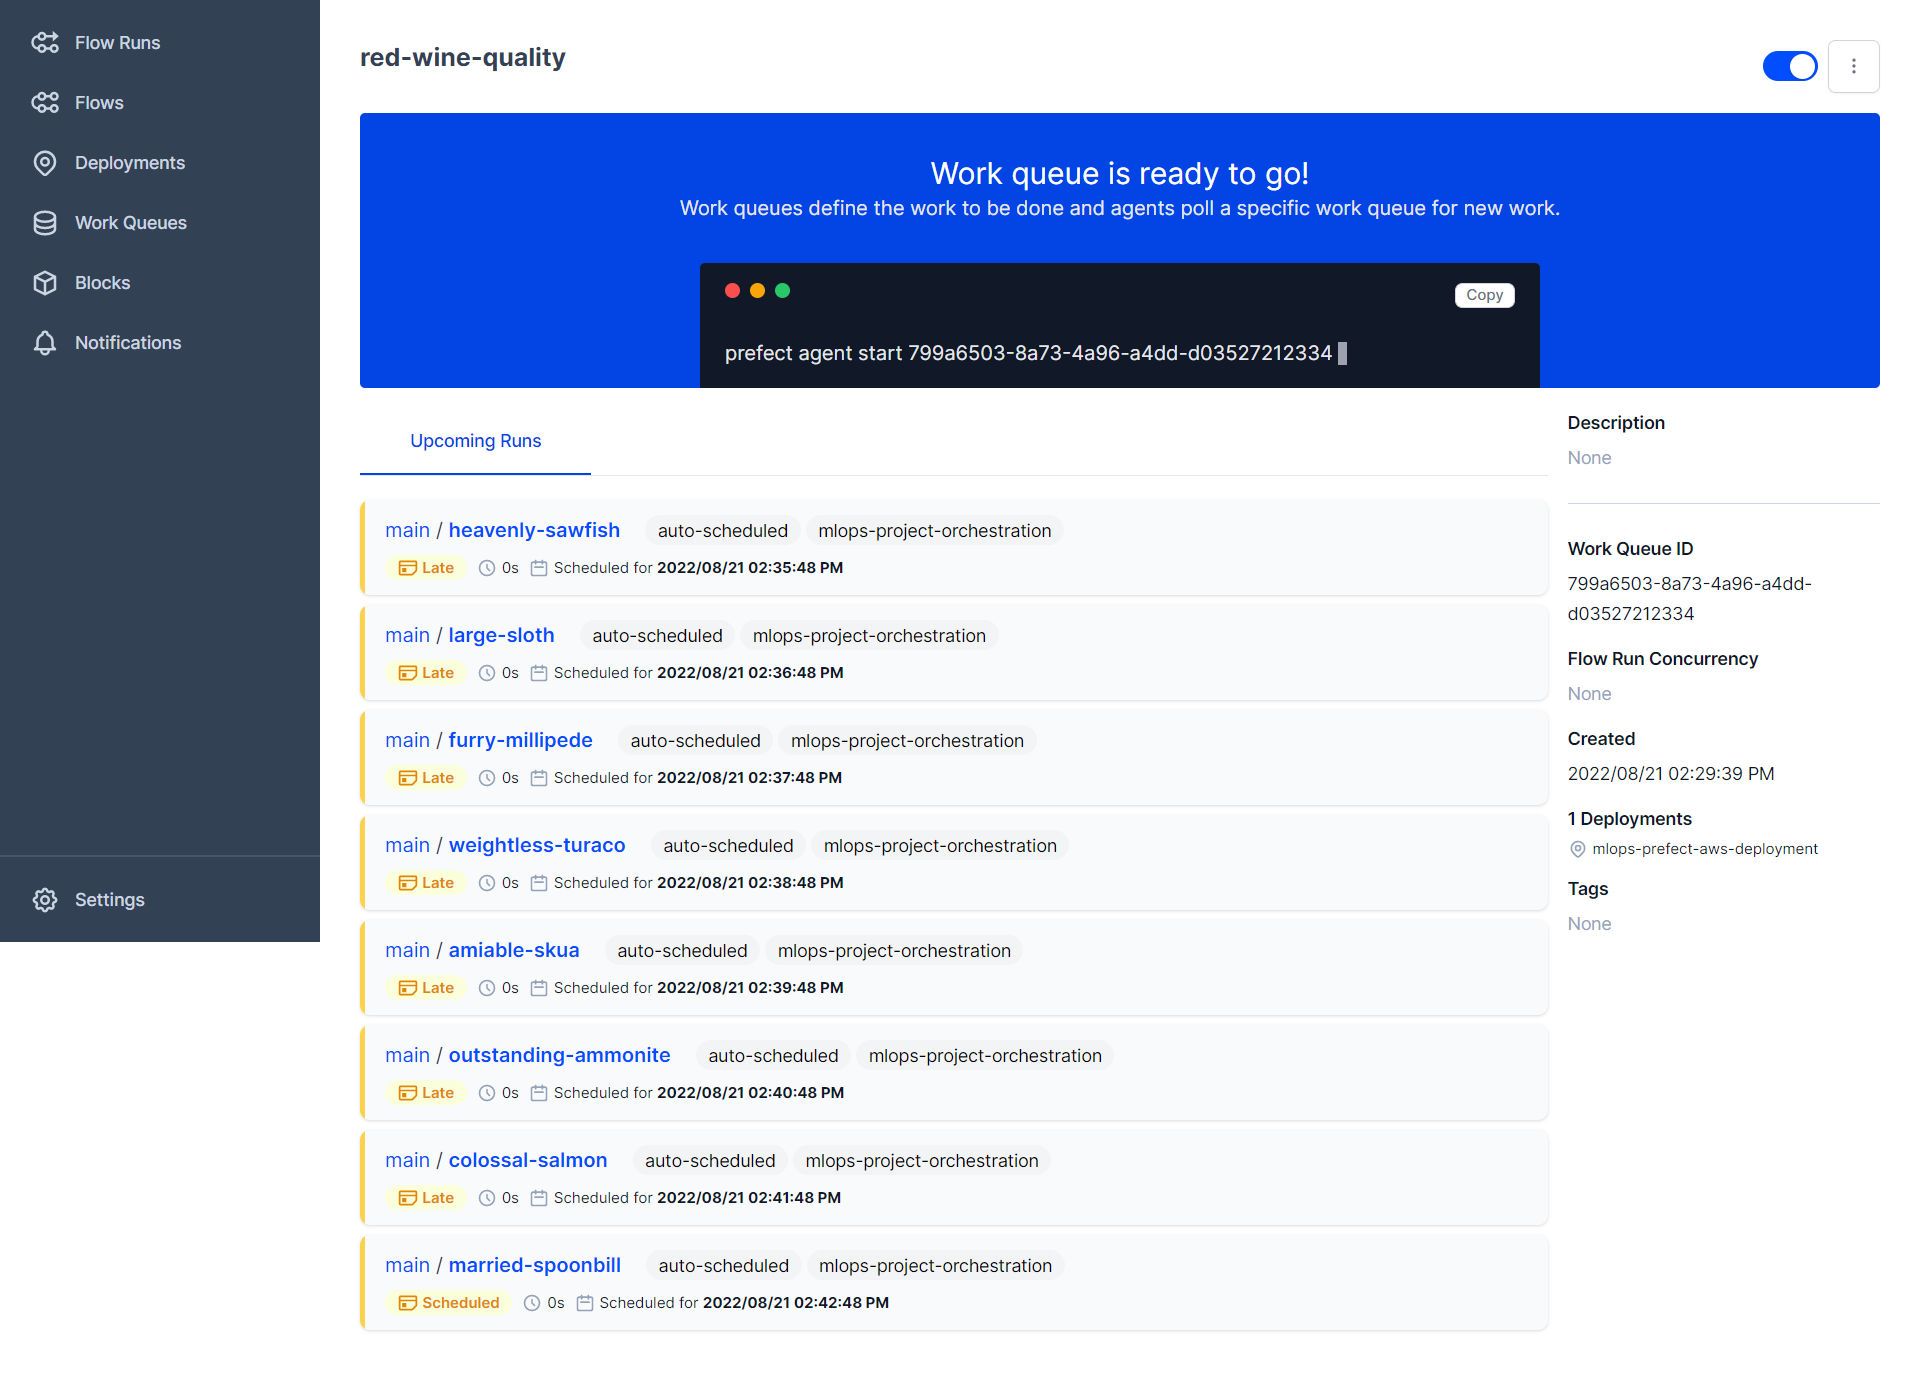 Flow Runs
Flows
Deployments
Work Queues
Blocks
Notifications
Settings
red-wine-quality
Work queue is ready to go!
Work queues define the work to be done and agents poll a specific work queue for new work.
Copy
prefect agent start 799a6503-8a73-4a96-a4dd-d03527212334
Upcoming Runs
main / heavenly-sawfish auto-scheduled mlops-project-orchestration
Late 0s Scheduled for 2022/08/21 02:35:48 PM
main / large-sloth auto-scheduled mlops-project-orchestration
Late 0s Scheduled for 2022/08/21 02:36:48 PM
main / furry-millipede auto-scheduled mlops-project-orchestration
Late 0s Scheduled for 2022/08/21 02:37:48 PM
main / weightless-turaco auto-scheduled mlops-project-orchestration
Late 0s Scheduled for 2022/08/21 02:38:48 PM
main / amiable-skua auto-scheduled mlops-project-orchestration
Late 0s Scheduled for 2022/08/21 02:39:48 PM
main / outstanding-ammonite auto-scheduled mlops-project-orchestration
Late 0s Scheduled for 2022/08/21 02:40:48 PM
main / colossal-salmon auto-scheduled mlops-project-orchestration
Late 0s Scheduled for 2022/08/21 02:41:48 PM
main / married-spoonbill auto-scheduled mlops-project-orchestration
Scheduled 0s Scheduled for 2022/08/21 02:42:48 PM
Description
None
Work Queue ID
799a6503-8a73-4a96-a4dd-
d03527212334
Flow Run Concurrency
None
Created
2022/08/21 02:29:39 PM
1 Deployments
mlops-prefect-aws-deployment
Tags
None